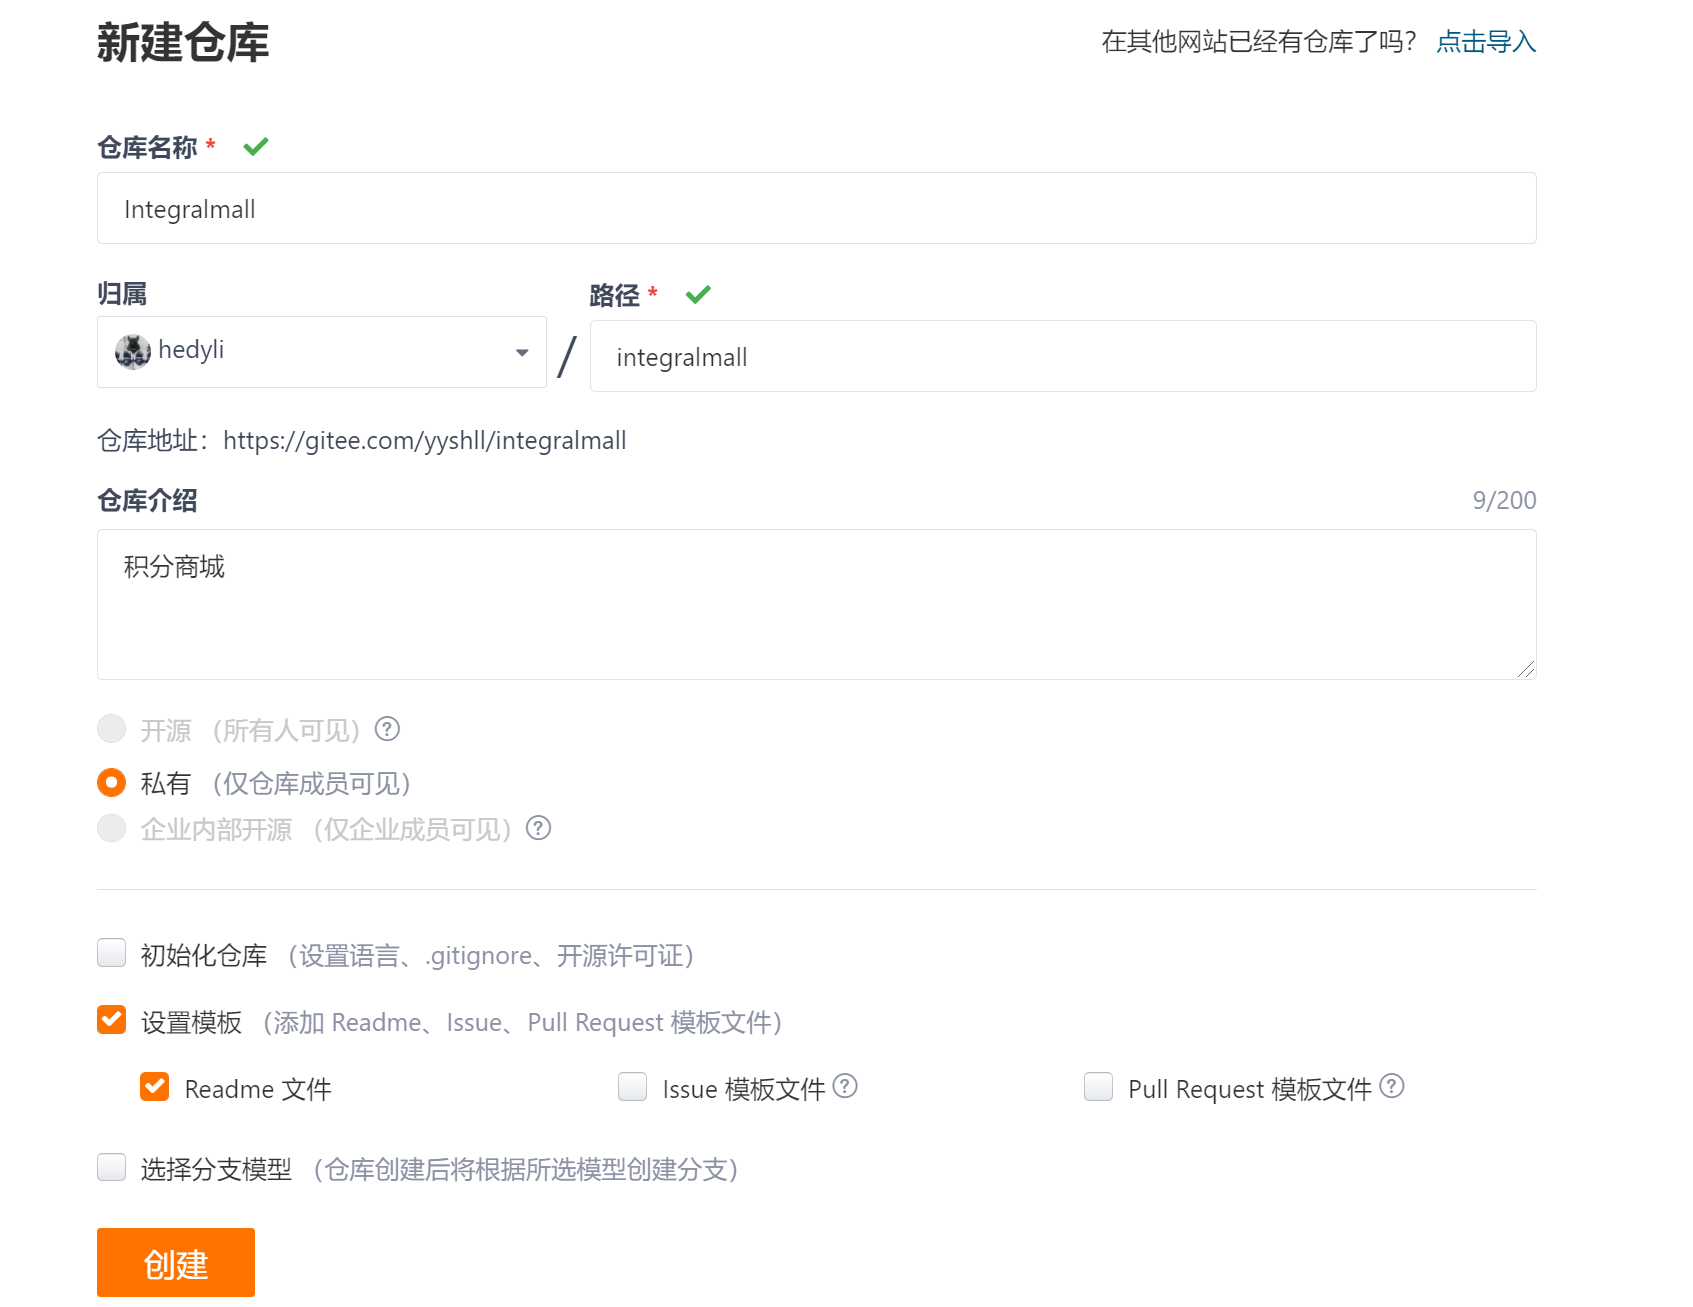 新建仓库
在其他网站已经有仓库了吗？ 点击导入
仓库名称 *
Integralmall
归属
路径 *
hedyli
/
integralmall
仓库地址：https://gitee.com/yyshll/integralmall
仓库介绍
9/200
积分商城
开源 （所有人可见） ?
私有 （仅仓库成员可见）
企业内部开源 （仅企业成员可见） ?
初始化仓库 （设置语言、.gitignore、开源许可证）
设置模板 （添加 Readme、Issue、Pull Request 模板文件）
Readme 文件
Issue 模板文件 ?
Pull Request 模板文件 ?
选择分支模型 （仓库创建后将根据所选模型创建分支）
创建